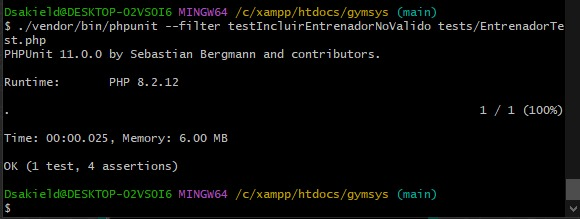 Dsakield@DESKTOP-02VSOI6 MINGW64 /c/xampp/htdocs/gymsys (main)
$ ./vendor/bin/phpunit --filter testIncluirEntrenadorNoValido tests/EntrenadorTe
st.php
PHPUnit 11.0.0 by Sebastian Bergmann and contributors.
Runtime:       PHP 8.2.12
.                                                                   1 / 1 (100%)
Time: 00:00.025, Memory: 6.00 MB
OK (1 test, 4 assertions)
Dsakield@DESKTOP-02VSOI6 MINGW64 /c/xampp/htdocs/gymsys (main)
$